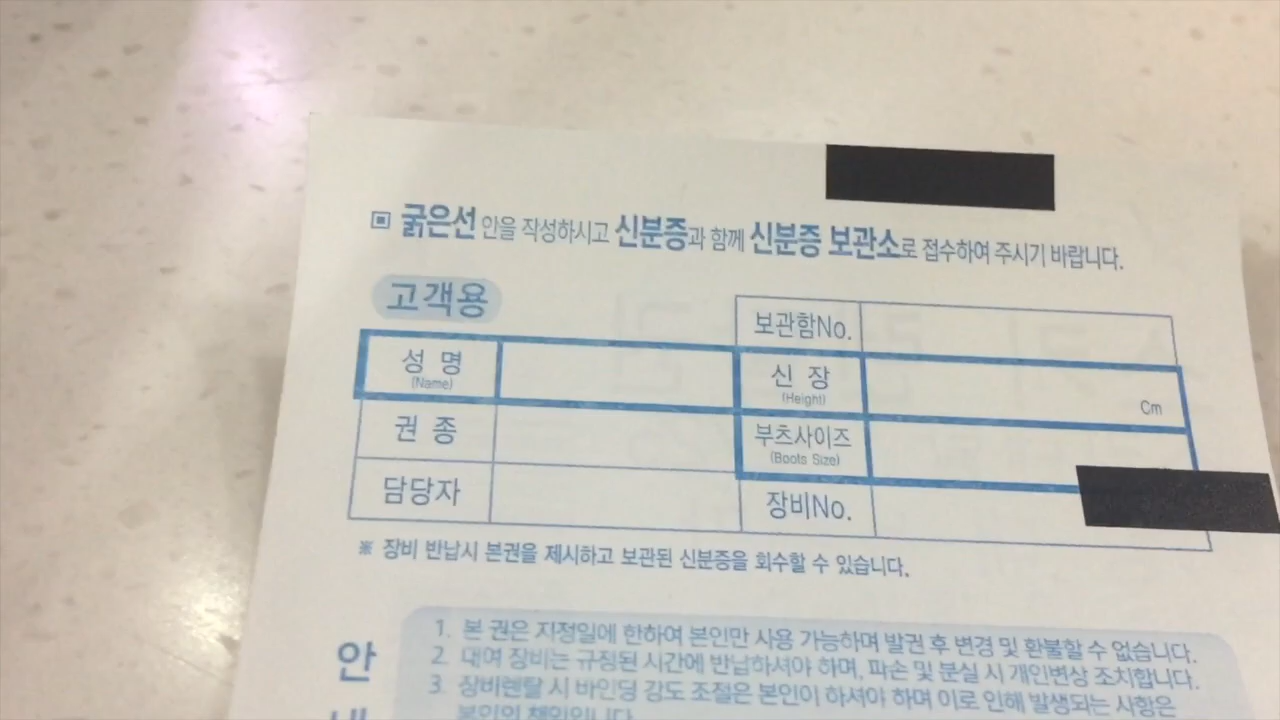 ▣ 굵은선 안을 작성하시고 신분증과 함께 신분증 보관소로 접수하여 주시기 바랍니다.
고객용
보관함No.
성 명
(Name)
신 장
(Height)
Cm
권 종
부츠사이즈
(Boots Size)
담당자
장비No.
※ 장비 반납시 본권을 제시하고 보관된 신분증을 회수할 수 있습니다.
안
1. 본 권은 지정일에 한하여 본인만 사용 가능하며 발권 후 변경 및 환불할 수 없습니다.
2. 대여 장비는 규정된 시간에 반납하셔야 하며, 파손 및 분실 시 개인변상 조치합니다.
3. 장비렌탈 시 바인딩 강도 조절은 본인이 하셔야 하며 이로 인해 발생되는 사항은
본인의 책임입니다.